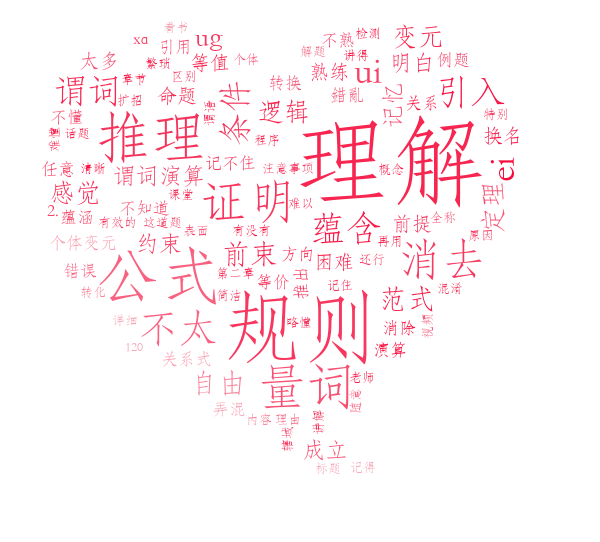 青书
xα
引用
ug
不熟
检测
变元
太多
繁琐
等值
个体
解题
讲得
明白
例题
谓词
章节
区别
ui
熟练
扩招
命题
转换
錯亂
记忆
关系
引入
不懂
话题
推理
条件
逻辑
理解
特别
换名
程序
任意
清晰
谓词演算
记不住
注意事项
概念
ei
感觉
课堂
证明
难以
定理
2.
蕴涵
有效的
不知道
这道题
表面
有没有
蕴含
前提
全称
再用
原因
个体变元
约束
前束
方向
困难
还行
消去
错误
公式
第二章
等价
推出
转化
简洁
记住
范式
混淆
详细
不太
规则
略懂
消除
视频
120
关系式
演算
自由
量词
老师
弄混
内容
理由
成立
标题
记得